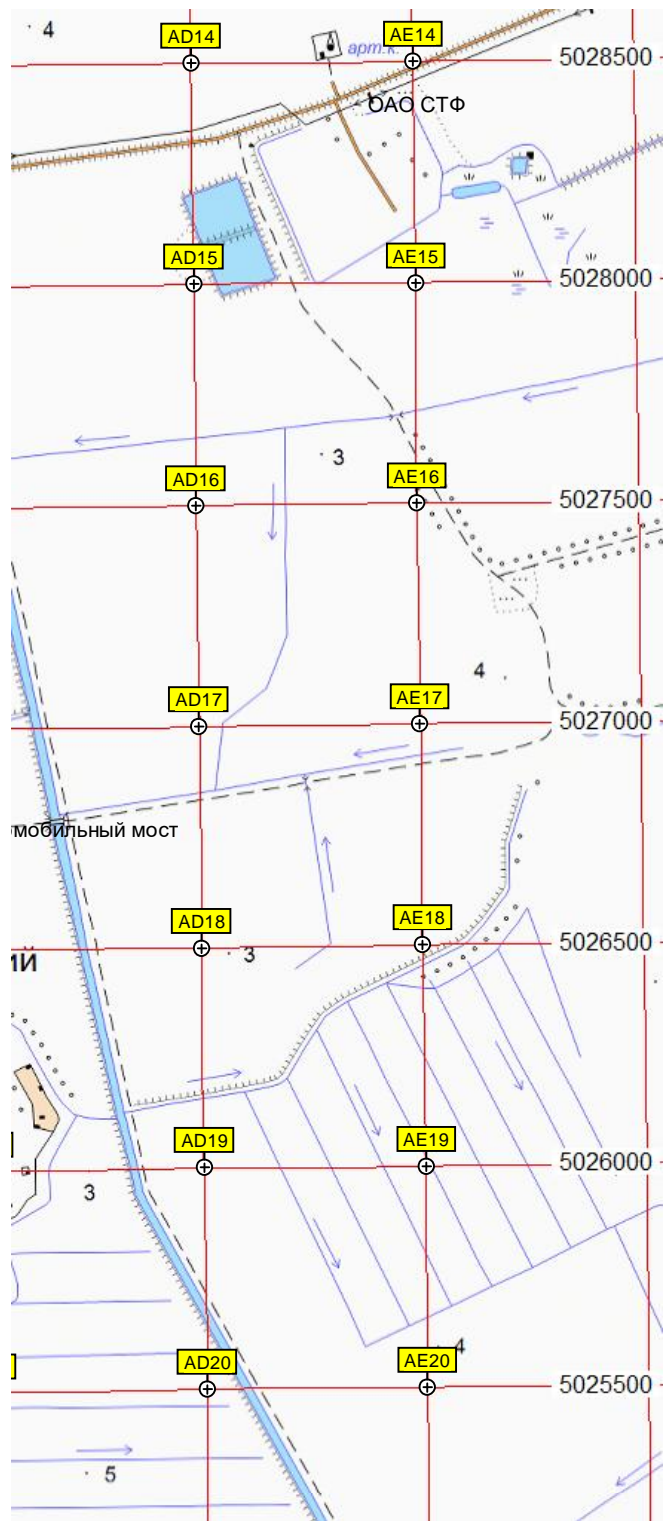 4
AD14
арт.к.
AE14
5028500
ОАО СТФ
AD15
AE15
5028000
3
AD16
AE16
5027500
4
AD17
AE17
5027000
мобильный мост
AD18
AE18
3
5026500
ИЙ
AD19
AE19
5026000
3
4
AD20
AE20
5025500
5